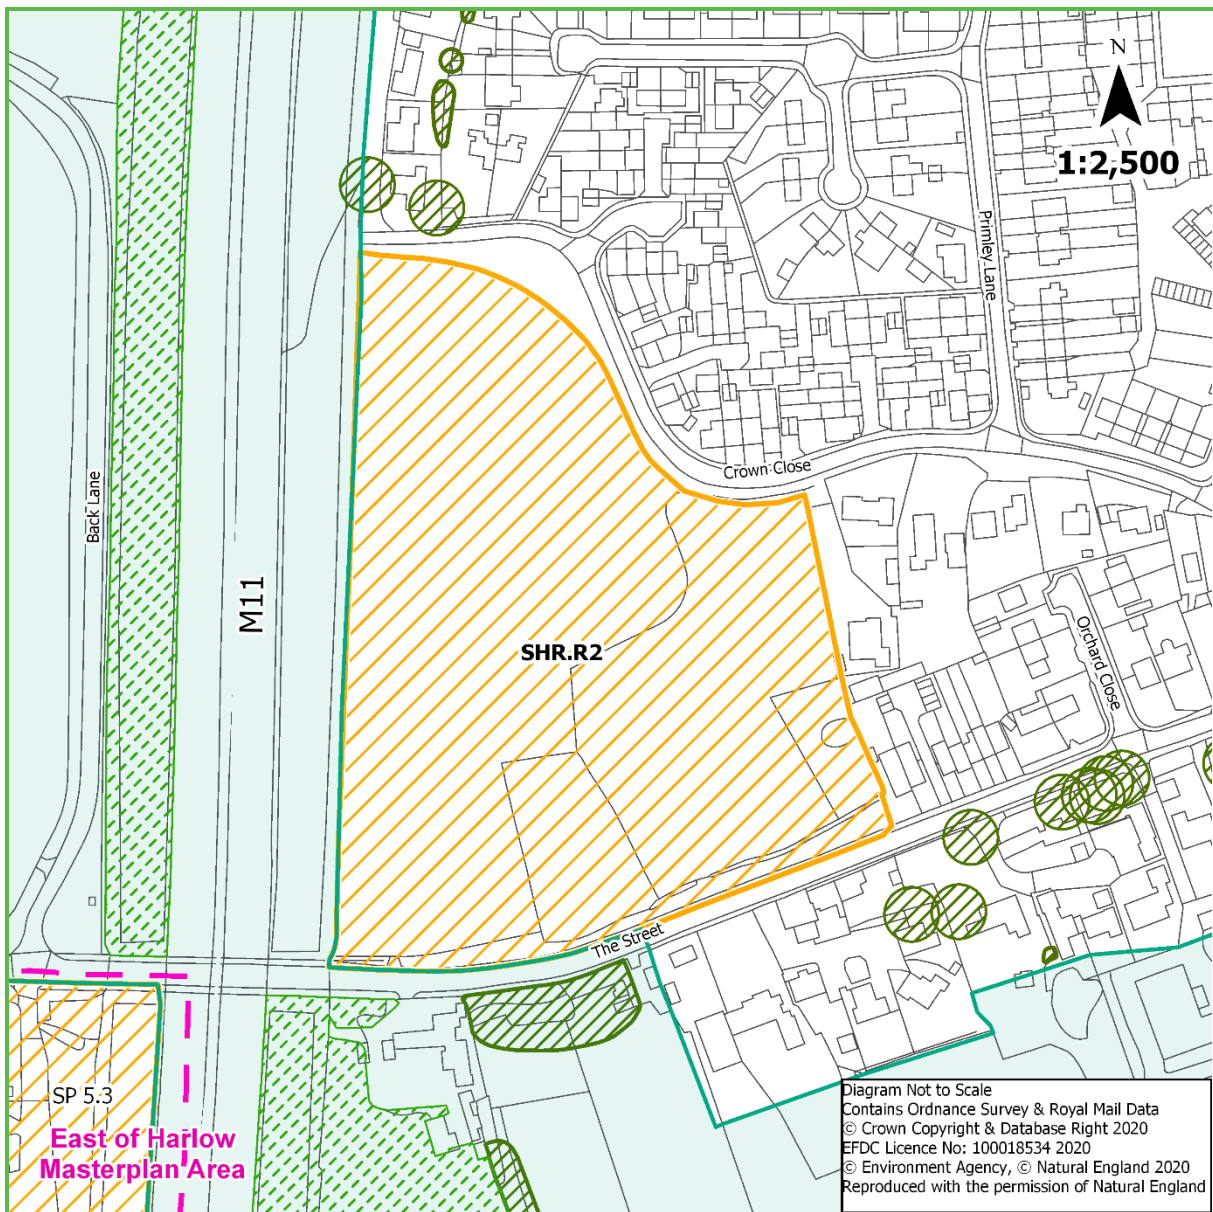 N
1:2,500
Primley Lane
Crown Close
Back Lane
M11
SHR.R2
Orchard Close
The Street
SP 5.3
East of Harlow
Masterplan Area
Diagram Not to Scale
Contains Ordnance Survey & Royal Mail Data
© Crown Copyright & Database Right 2020
EFDC Licence No: 100018534 2020
© Environment Agency, © Natural England 2020
Reproduced with the permission of Natural England